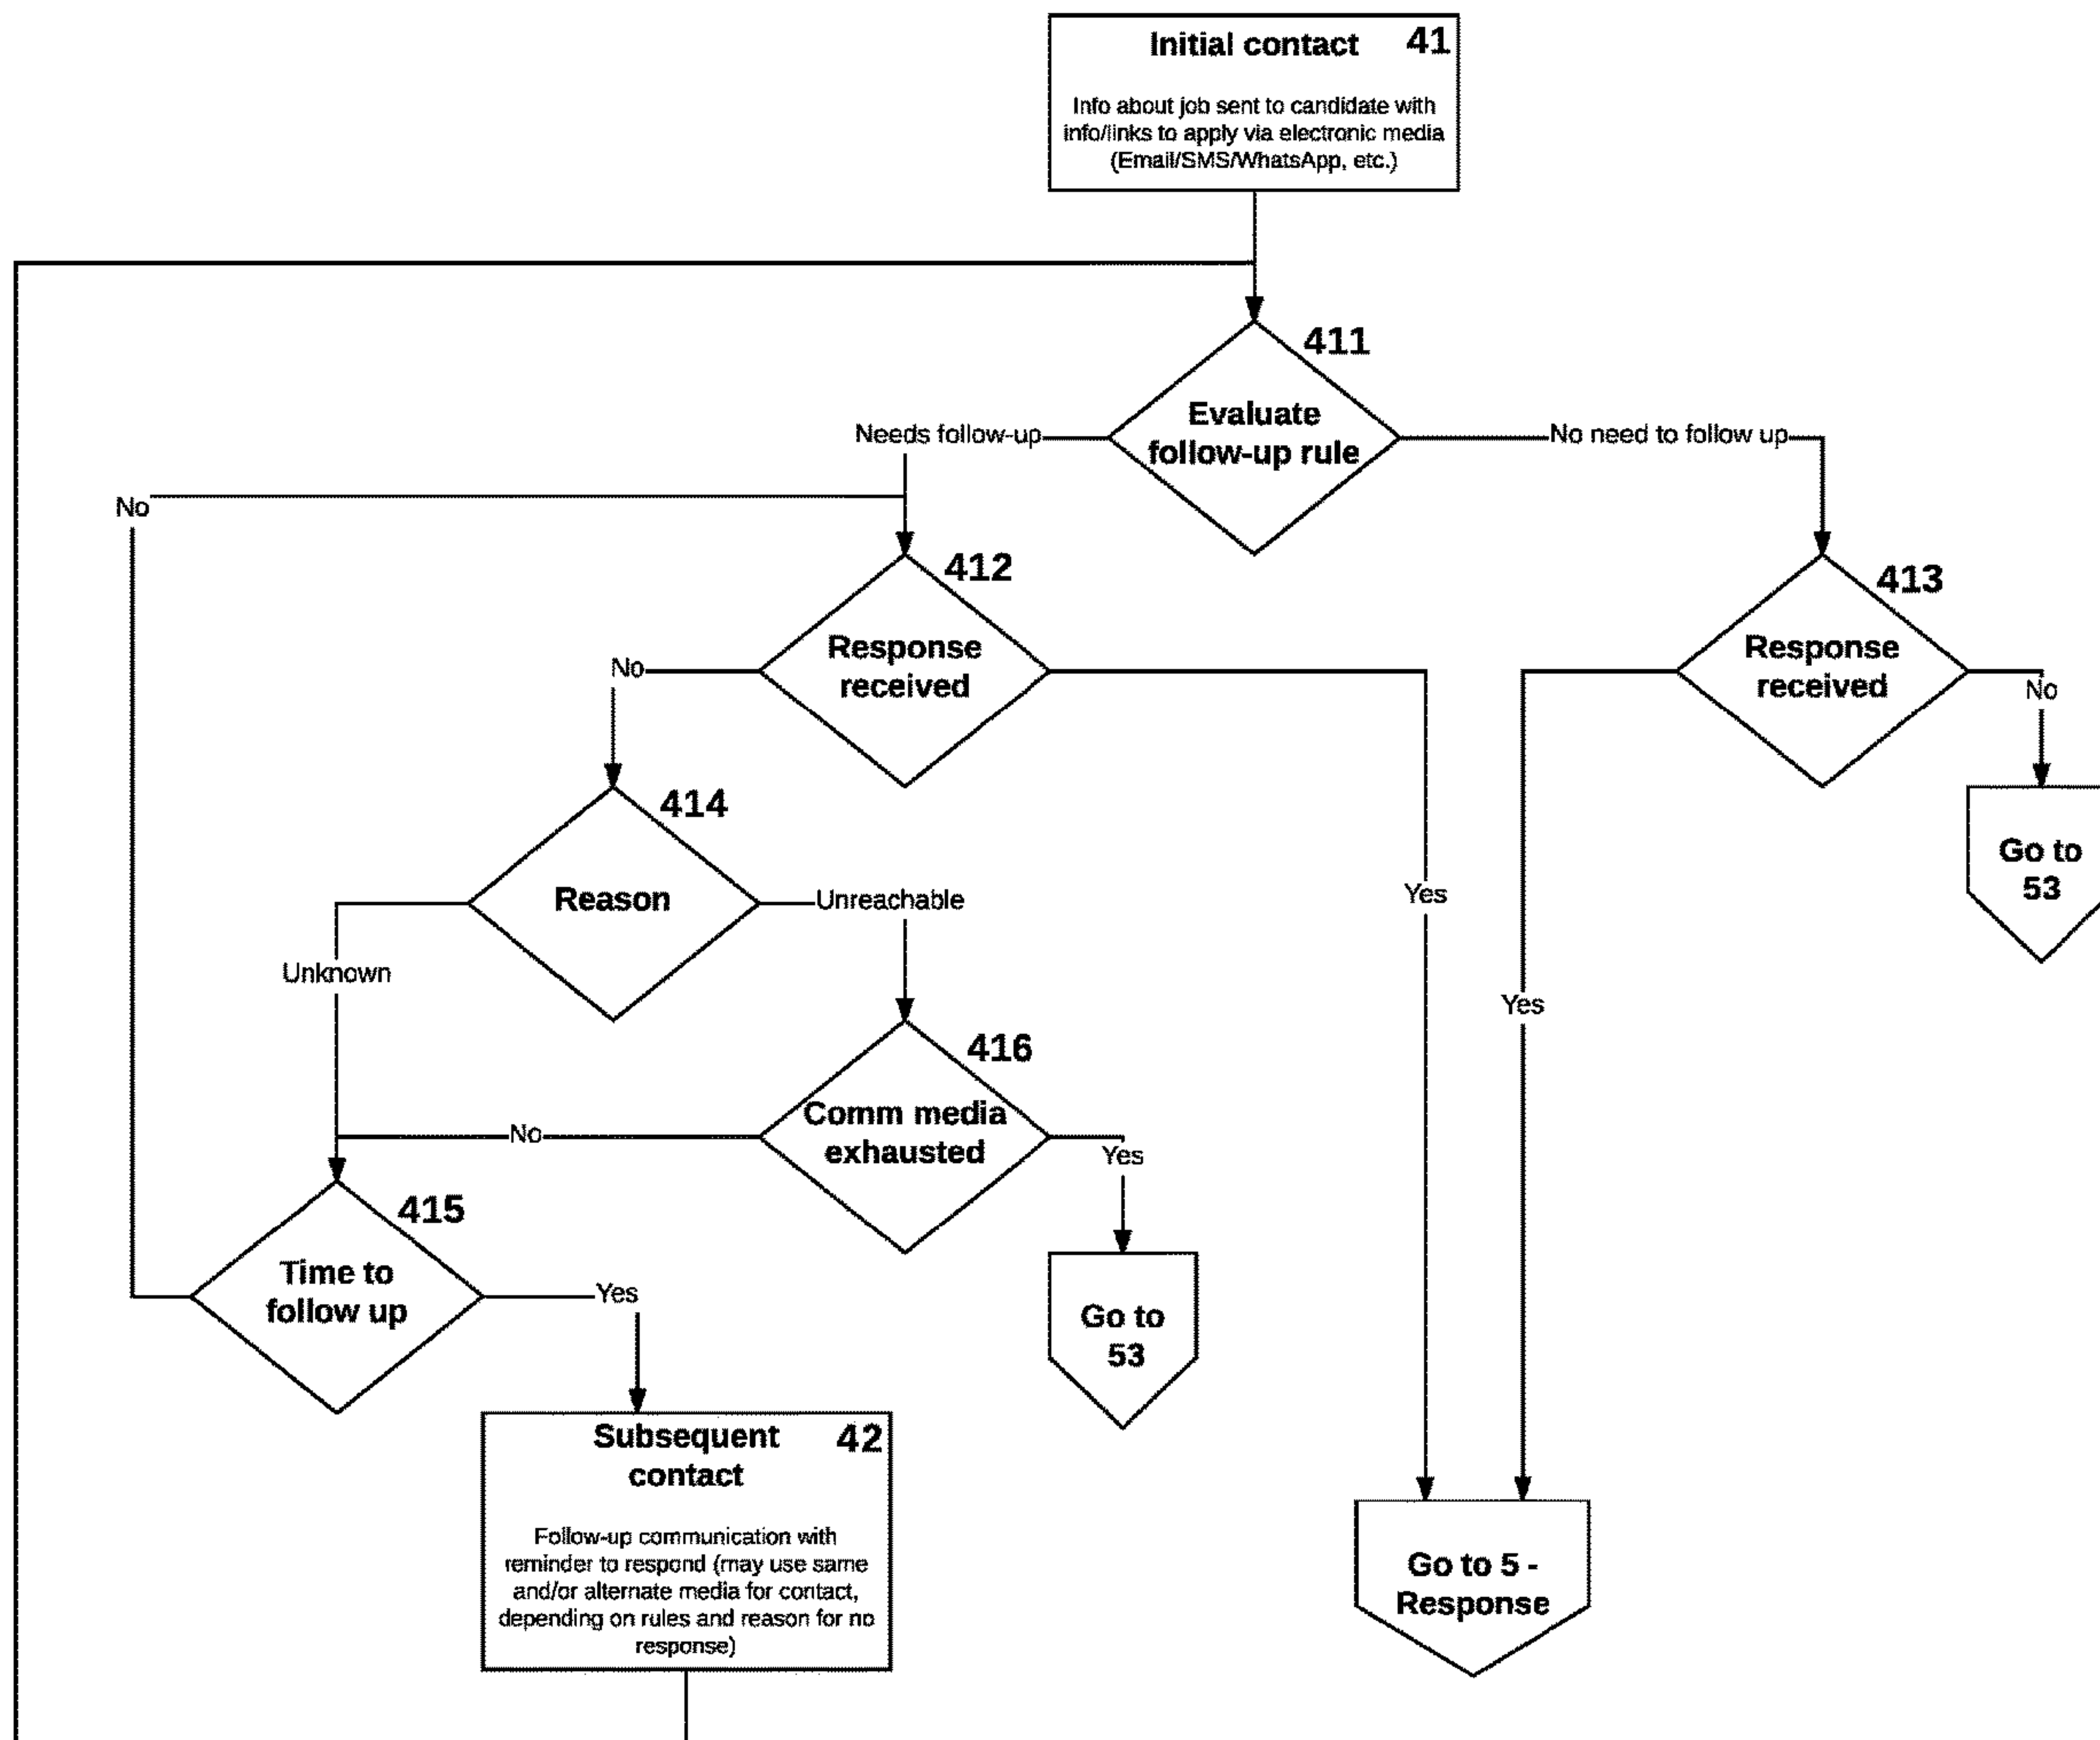 Initial contact 41
Info about job sent to candidate with
info/links to apply via electronic media
(Email/SMS/WhatsApp, etc.)
411
Evaluate
follow-up rule
Needs follow-up
No need to follow up
No
412
Response
received
413
Response
received
No
No
414
Reason
Unreachable
Yes
Go to
53
Unknown
Yes
416
Comm media
exhausted
No
Yes
415
Time to
follow up
Yes
Go to
53
Subsequent 42
contact
Follow-up communication with
reminder to respond (may use same
and/or alternate media for contact,
depending on rules and reason for no
response)
Go to 5 -
Response